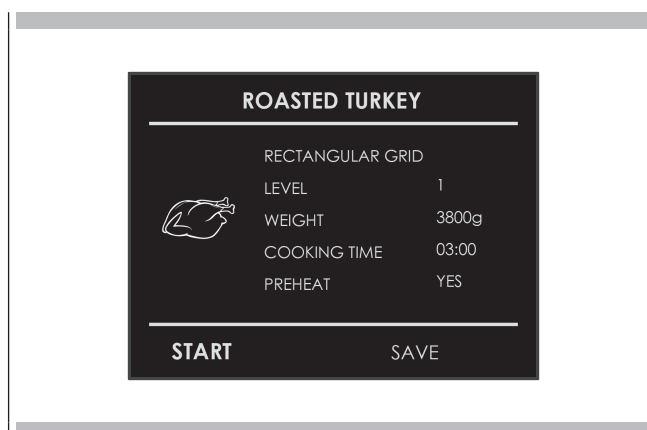 ROASTED TURKEY
RECTANGULAR GRID
LEVEL 1
WEIGHT 3800g
COOKING TIME 03:00
PREHEAT YES
START SAVE